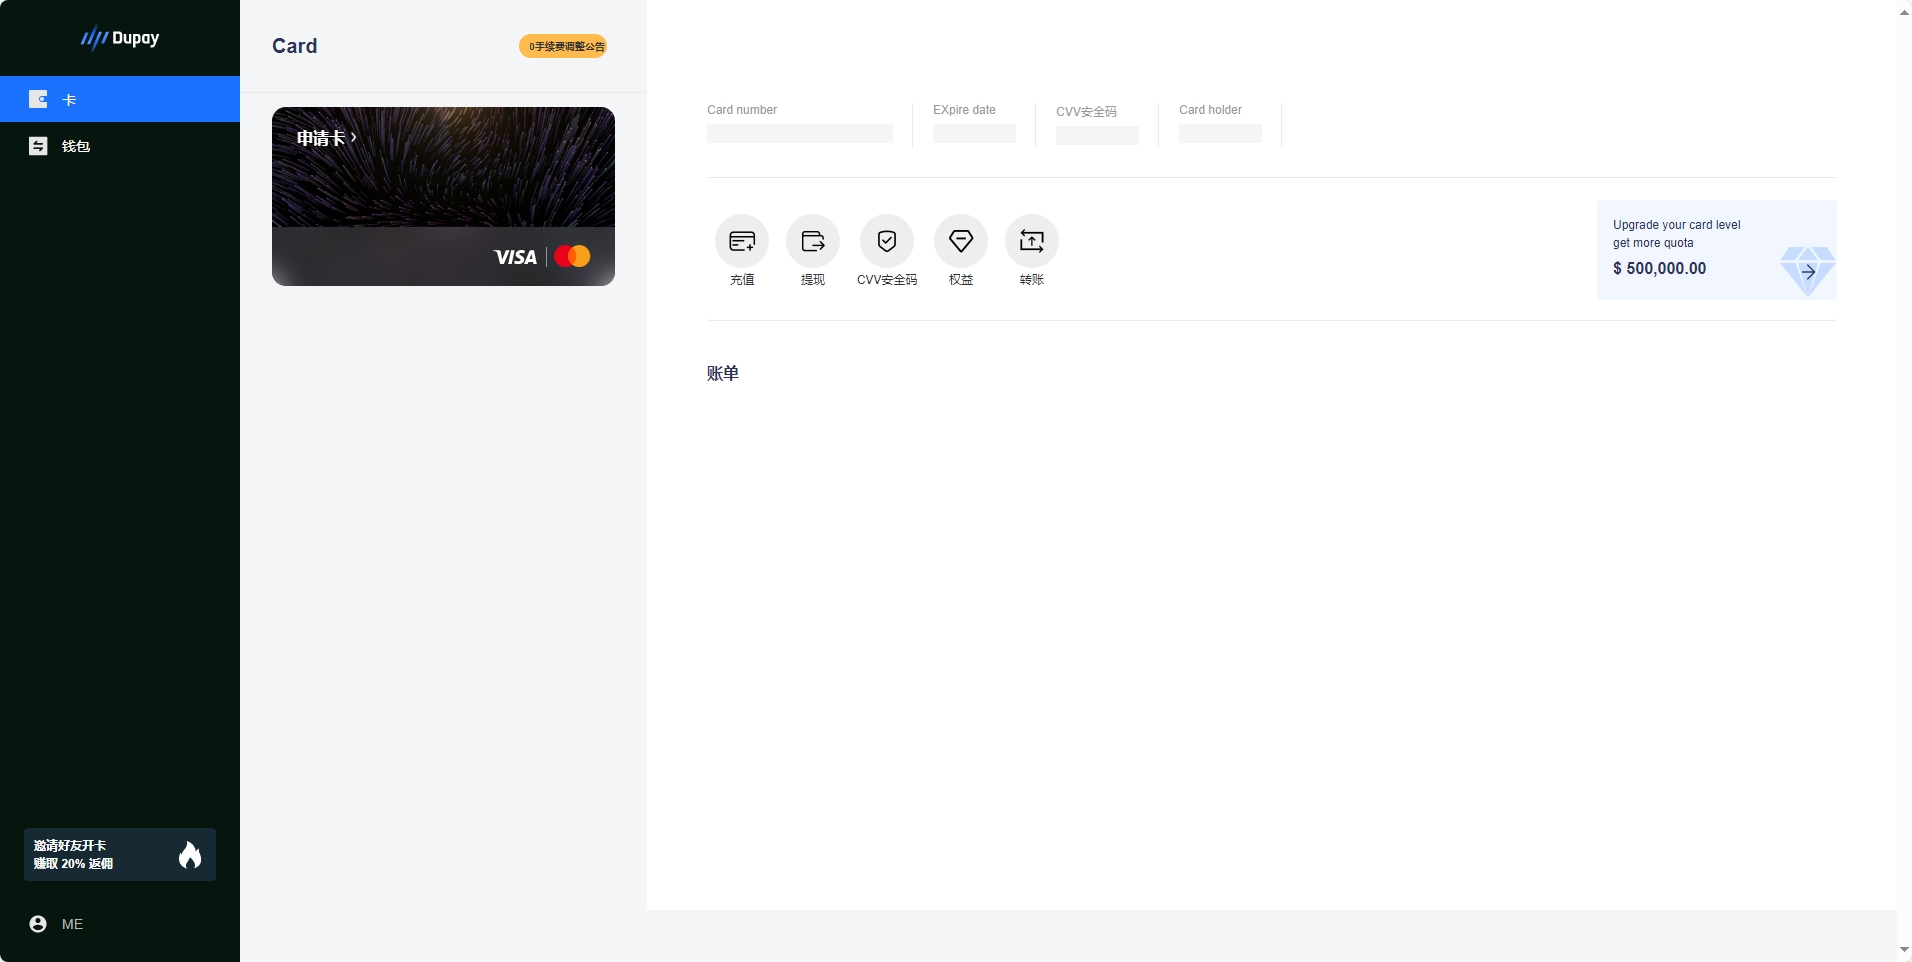 Dupay
卡
钱包
邀请好友开卡
赚取 20% 返佣
ME
Card
0手续费调整公告
申请卡 ›
VISA
Card number
EXpire date
CVV安全码
Card holder
充值
提现
CVV安全码
权益
转账
Upgrade your card level
get more quota
$ 500,000.00
账单